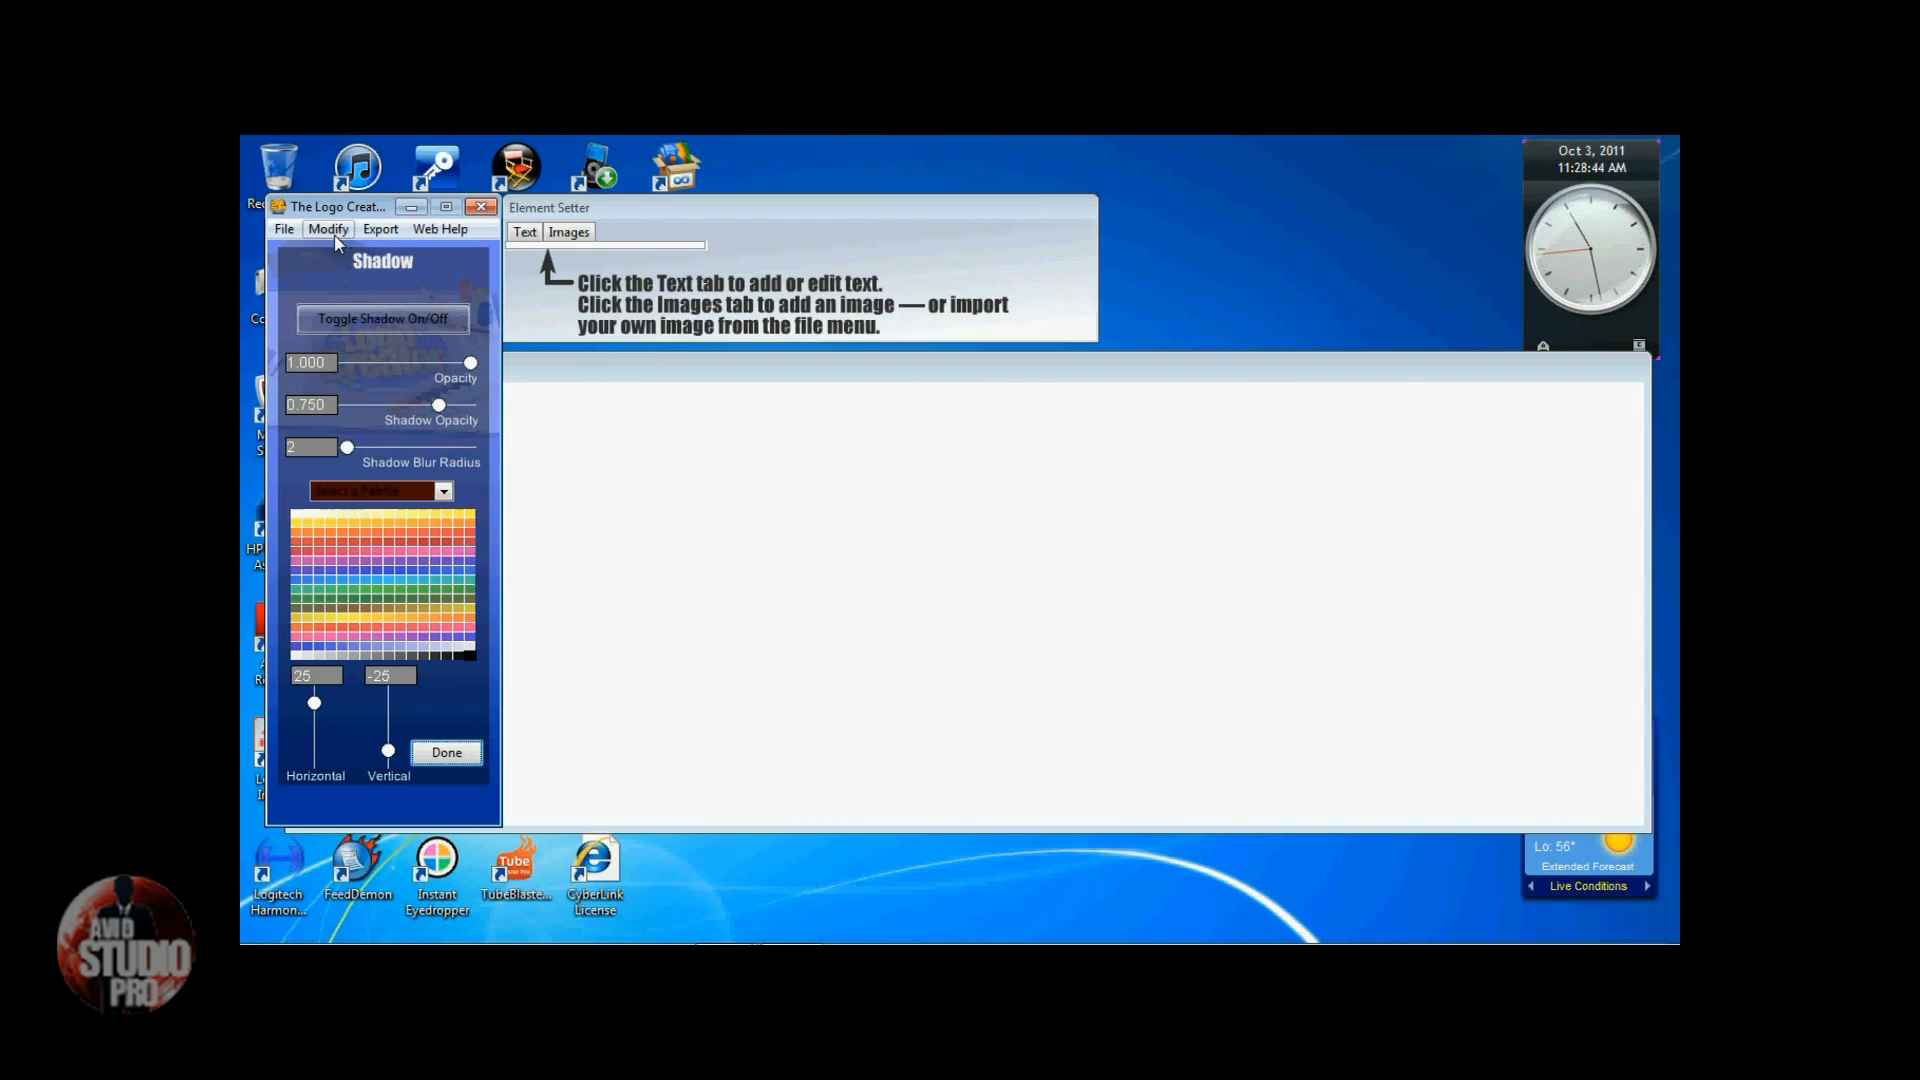 Oct 3, 2011
11:28:44 AM
The Logo Creat...
File Modify Export Web Help
Element Setter
Text Images
Click the Text tab to add or edit text.
Click the Images tab to add an image — or import
your own image from the file menu.
Shadow
Toggle Shadow On/Off
1.000
Opacity
0.750
Shadow Opacity
2
Shadow Blur Radius
Select a Palette
25 -25
Done
Horizontal Vertical
HP
Logitech
Harmon...
FeedDemon
Instant
Eyedropper
TubeBlaste...
CyberLink
License
Tube
Lo: 56°
Extended Forecast
Live Conditions
AVID
STUDIO
PRO